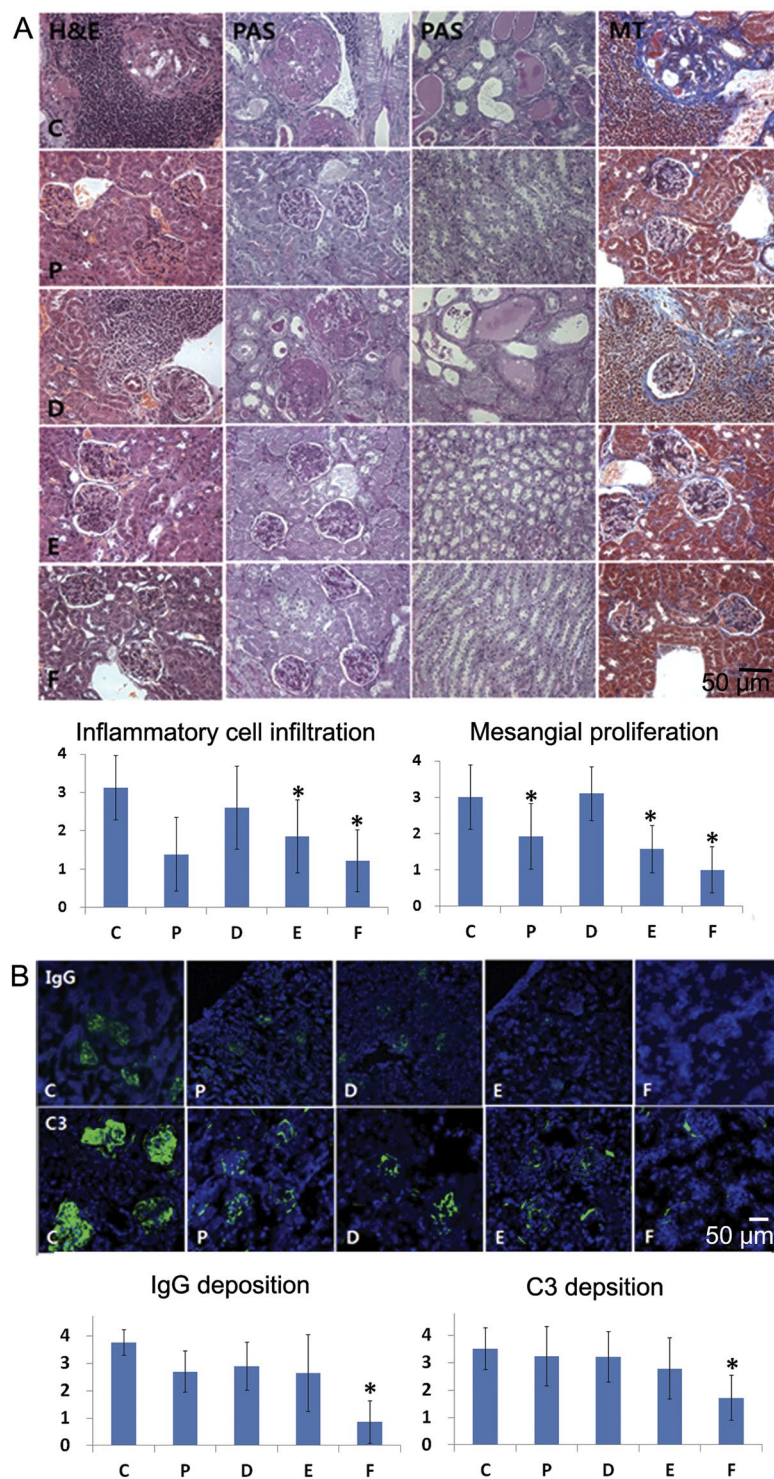 A
H&E PAS PAS MT
C
P
D
E
F
50 μm
Inflammatory cell infiltration
4
3
2
1
0
* *
C P D E F
Mesangial proliferation
4
3
2
1
0
* * *
C P D E F
B
IgG
C P D E F
C3
C P D E F
50 μm
IgG deposition
4
3
2
1
0
*
C P D E F
C3 depsition
4
3
2
1
0
*
C P D E F